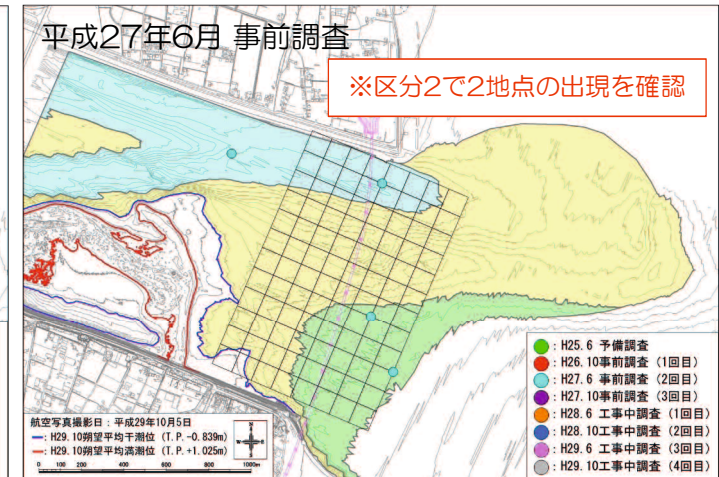 平成27年6月 事前調査
※区分2で2地点の出現を確認
: H25.6 予備調査
: H26.10事前調査 (1回目)
: H27.6 事前調査 (2回目)
: H27.10事前調査 (3回目)
: H28.6 工事中調査 (1回目)
: H28.10工事中調査 (2回目)
: H29.6 工事中調査 (3回目)
: H29.10工事中調査 (4回目)
航空写真撮影日：平成29年10月5日
: H29.10朔望平均干潮位 (T.P.-0.839m)
: H29.10朔望平均満潮位 (T.P.+1.025m)
0 100 200 300 400 500 1000m